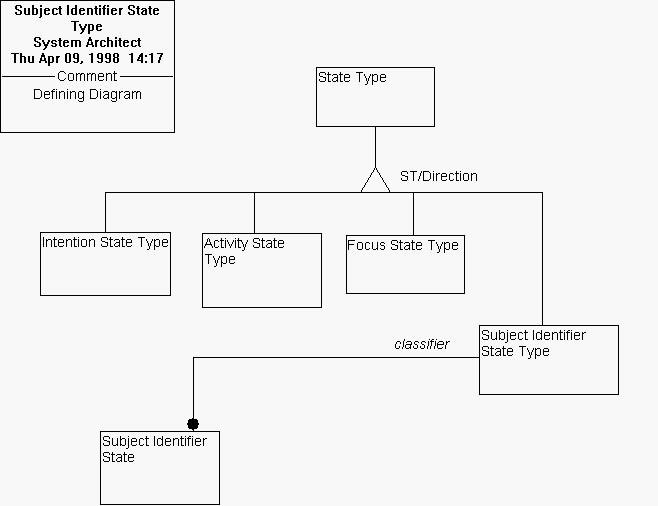 Subject Identifier State
Type
System Architect
Thu Apr 09, 1998 14:17
Comment
Defining Diagram
State Type
ST/Direction
Intention State Type
Activity State
Type
Focus State Type
Subject Identifier
State Type
classifier
Subject Identifier
State